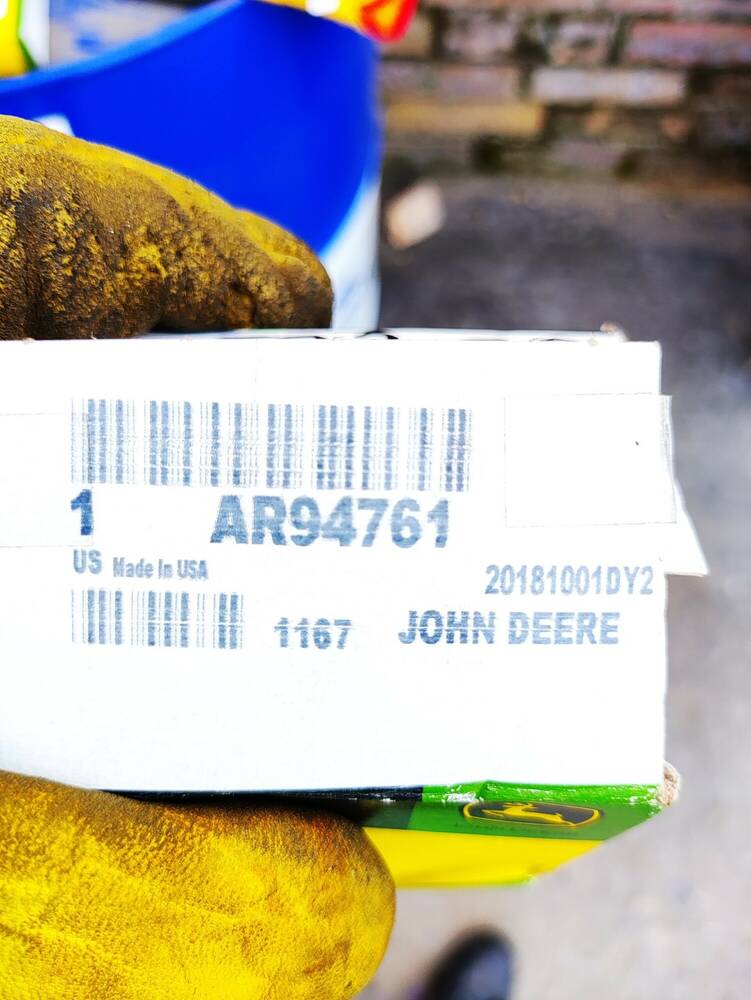 1 AR94761
US Made In USA
20181001DY2
1167 JOHN DEERE